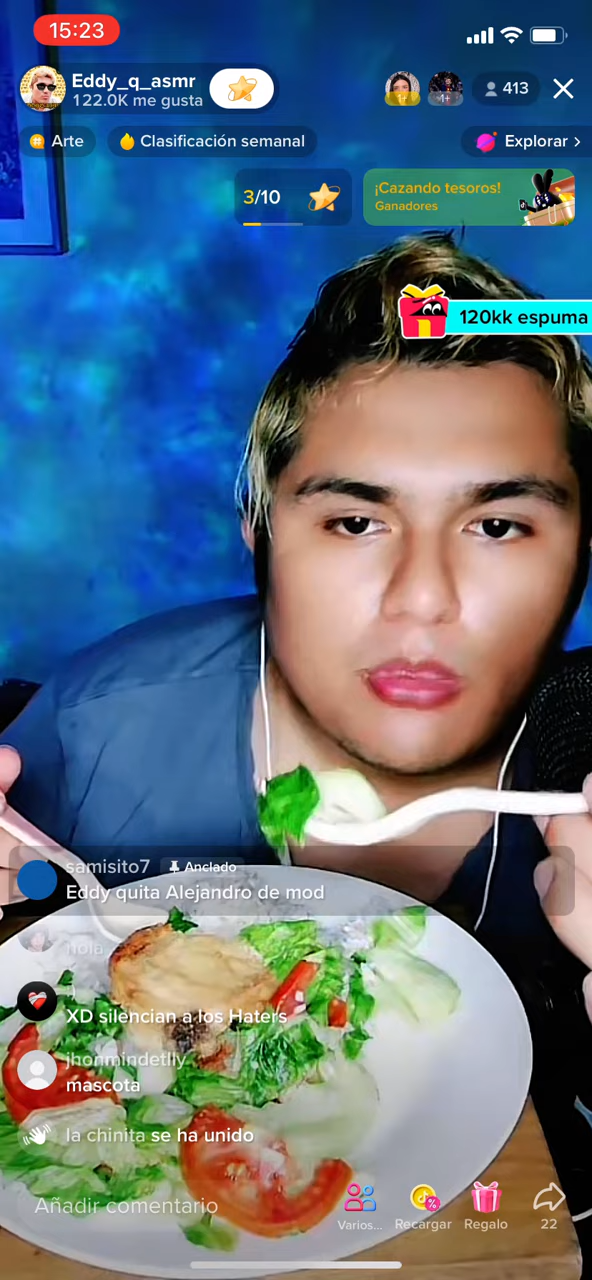 15:23
Eddy_q_asmr
122.0K me gusta
413
Arte
Clasificación semanal
Explorar >
3/10
¡Cazando tesoros!
Ganadores
120kk espuma
samisito7 Anclado
Eddy quita Alejandro de mod
hola
XD silencian a los Haters
jhonmindetlly
mascota
la chinita se ha unido
Añadir comentario
Varios...
Recargar
Regalo
22